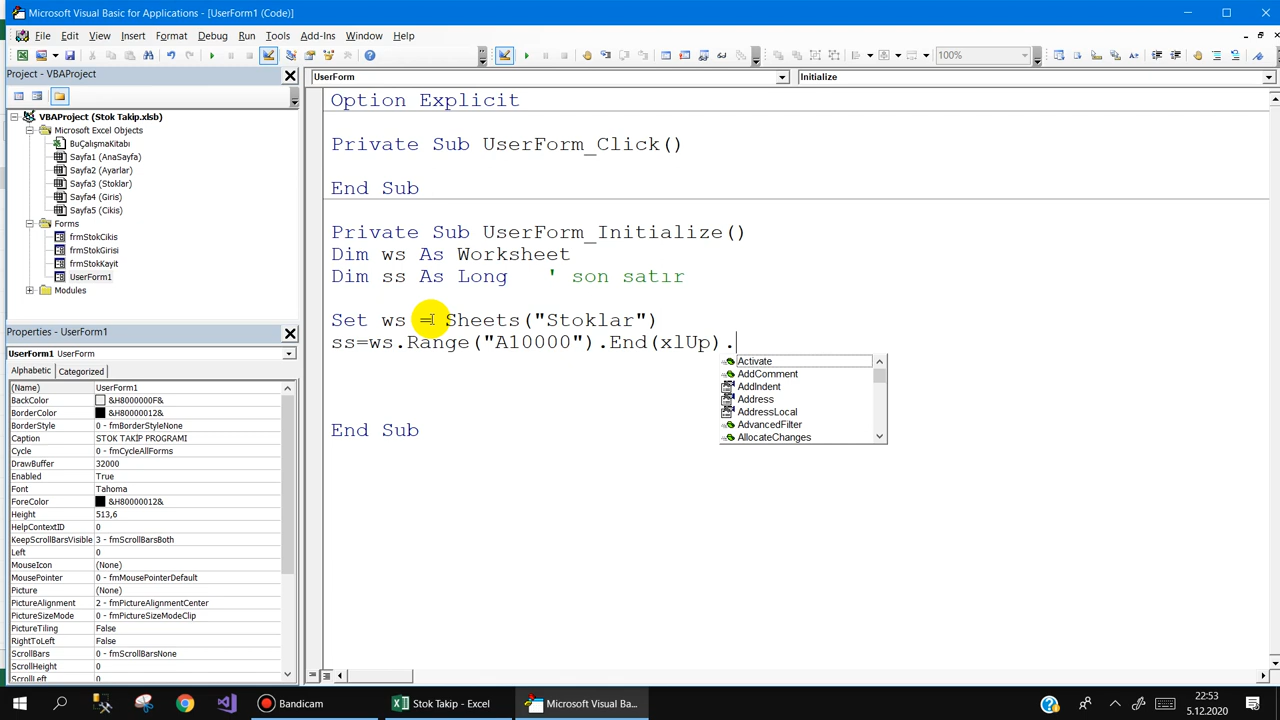 Microsoft Visual Basic for Applications - [UserForm1 (Code)]
File Edit View Insert Format Debug Run Tools Add-Ins Window Help
100%
Project - VBAProject
VBAProject (Stok Takip.xlsb)
Microsoft Excel Objects
BuÇalışmaKitabı
Sayfa1 (AnaSayfa)
Sayfa2 (Ayarlar)
Sayfa3 (Stoklar)
Sayfa4 (Giris)
Sayfa5 (Cikis)
Forms
frmStokCikis
frmStokGirisi
frmStokKayit
UserForm1
Modules
Properties - UserForm1
UserForm1 UserForm
Alphabetic Categorized
(Name) UserForm1
BackColor &H8000000F&
BorderColor &H80000012&
BorderStyle 0 - fmBorderStyleNone
Caption STOK TAKİP PROGRAMI
Cycle 0 - fmCycleAllForms
DrawBuffer 32000
Enabled True
Font Tahoma
ForeColor &H80000012&
Height 513,6
HelpContextID 0
KeepScrollBarsVisible 3 - fmScrollBarsBoth
Left 0
MouseIcon (None)
MousePointer 0 - fmMousePointerDefault
Picture (None)
PictureAlignment 2 - fmPictureAlignmentCenter
PictureSizeMode 0 - fmPictureSizeModeClip
PictureTiling False
RightToLeft False
ScrollBars 0 - fmScrollBarsNone
ScrollHeight 0
ScrollLeft 0
UserForm Initialize
Option Explicit
Private Sub UserForm_Click()
End Sub
Private Sub UserForm_Initialize()
Dim ws As Worksheet
Dim ss As Long ' son satır
Set ws = Sheets("Stoklar")
ss=ws.Range("A10000").End(xlUp).
Activate
AddComment
AddIndent
Address
AddressLocal
AdvancedFilter
AllocateChanges
End Sub
Bandicam
Stok Takip - Excel
Microsoft Visual Ba...
22:53
5.12.2020